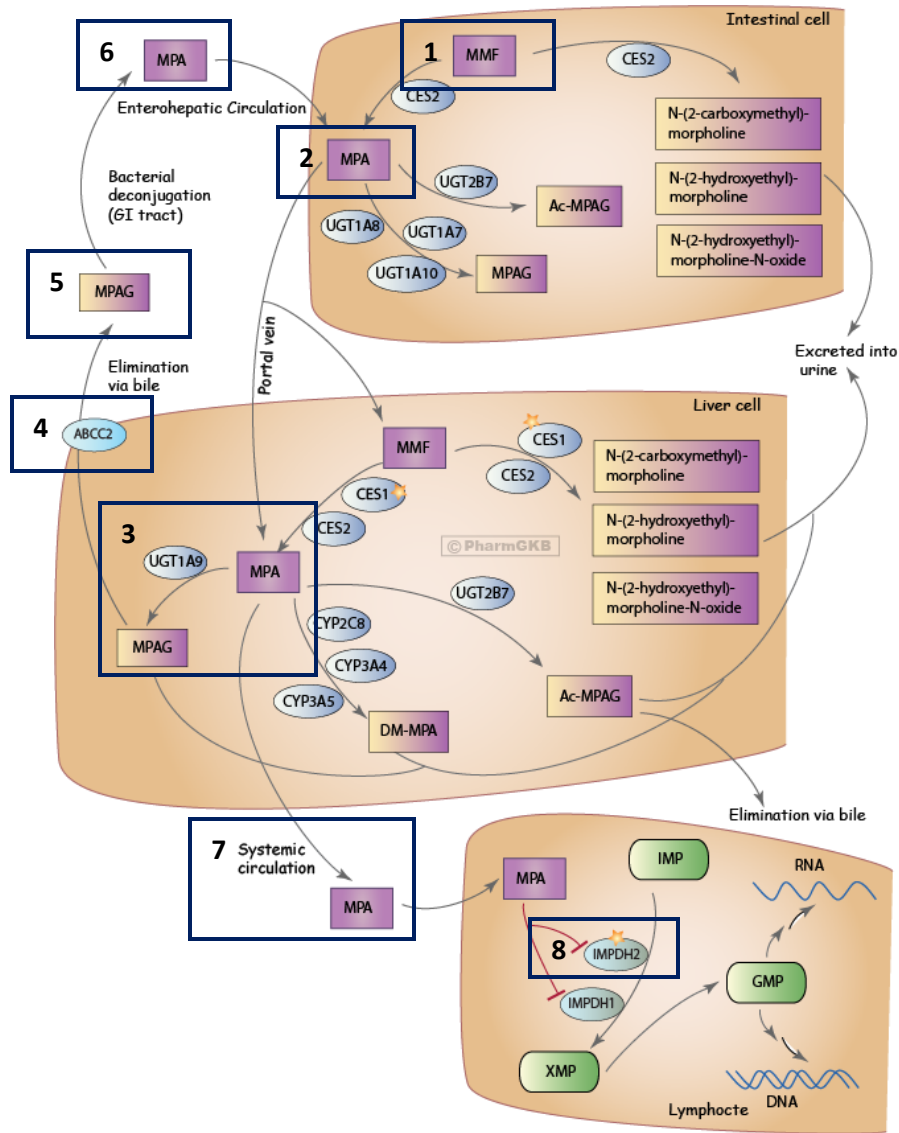 Intestinal cell
6
MPA
1
MMF
CES2
CES2
Enterohepatic Circulation
N-(2-carboxymethyl)-
morpholine
2
MPA
Bacterial
deconjugation
(GI tract)
UGT2B7
N-(2-hydroxyethyl)-
morpholine
Ac-MPAG
UGT1A8
UGT1A7
N-(2-hydroxyethyl)-
morpholine-N-oxide
UGT1A10
MPAG
5
MPAG
Portal vein
Excreted into
urine
Elimination
via bile
Liver cell
4
ABCC2
MMF
CES1
CES2
N-(2-carboxymethyl)-
morpholine
CES1
CES2
3
N-(2-hydroxyethyl)-
morpholine
©PharmGKB
UGT1A9
MPA
UGT2B7
N-(2-hydroxyethyl)-
morpholine-N-oxide
MPAG
CYP2C8
CYP3A4
CYP3A5
Ac-MPAG
DM-MPA
Elimination via bile
7
Systemic
circulation
MPA
MPA
IMP
RNA
8
IMPDH2
IMPDH1
GMP
XMP
DNA
Lymphocte